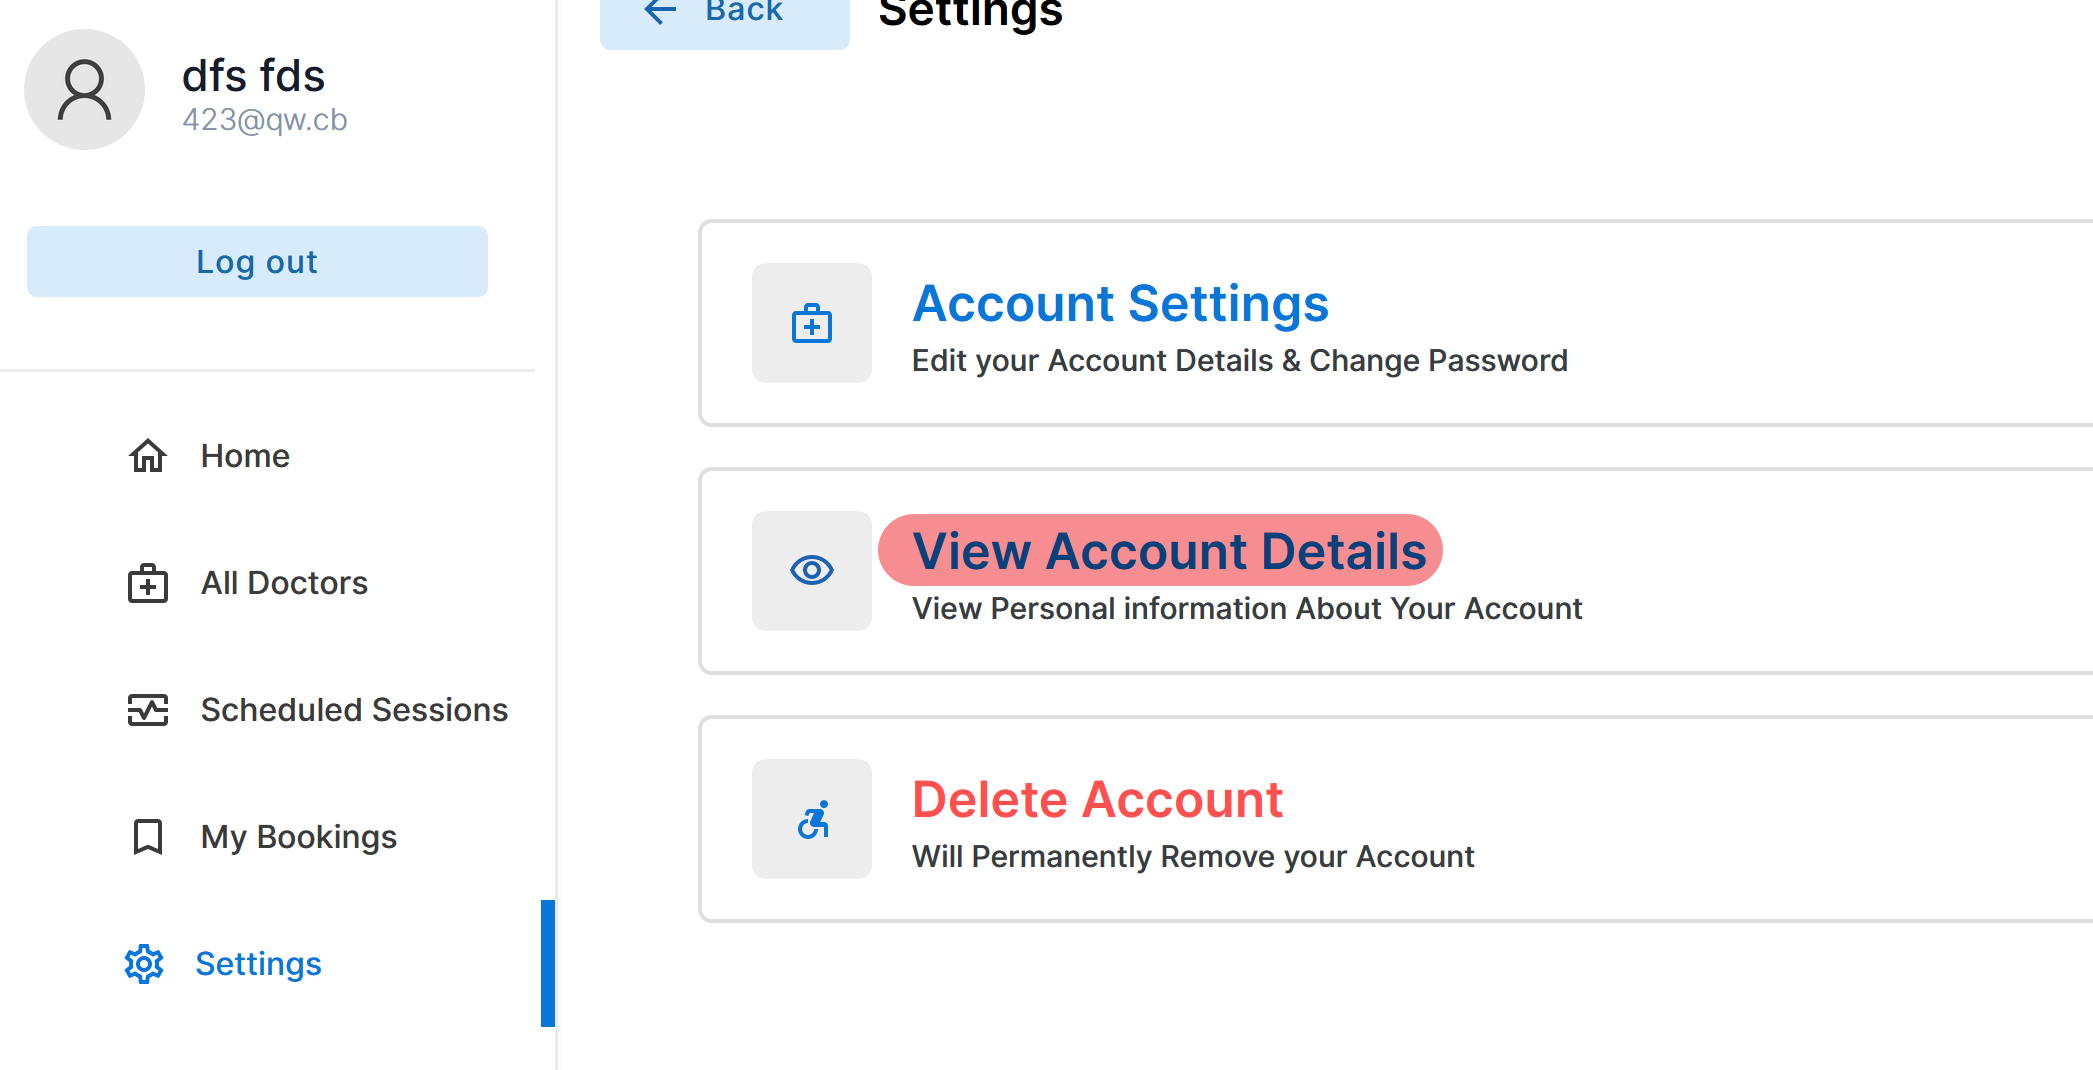 dfs fds
423@qw.cb
Log out
Home
All Doctors
Scheduled Sessions
My Bookings
Settings
Back
Settings
Account Settings
Edit your Account Details & Change Password
View Account Details
View Personal information About Your Account
Delete Account
Will Permanently Remove your Account